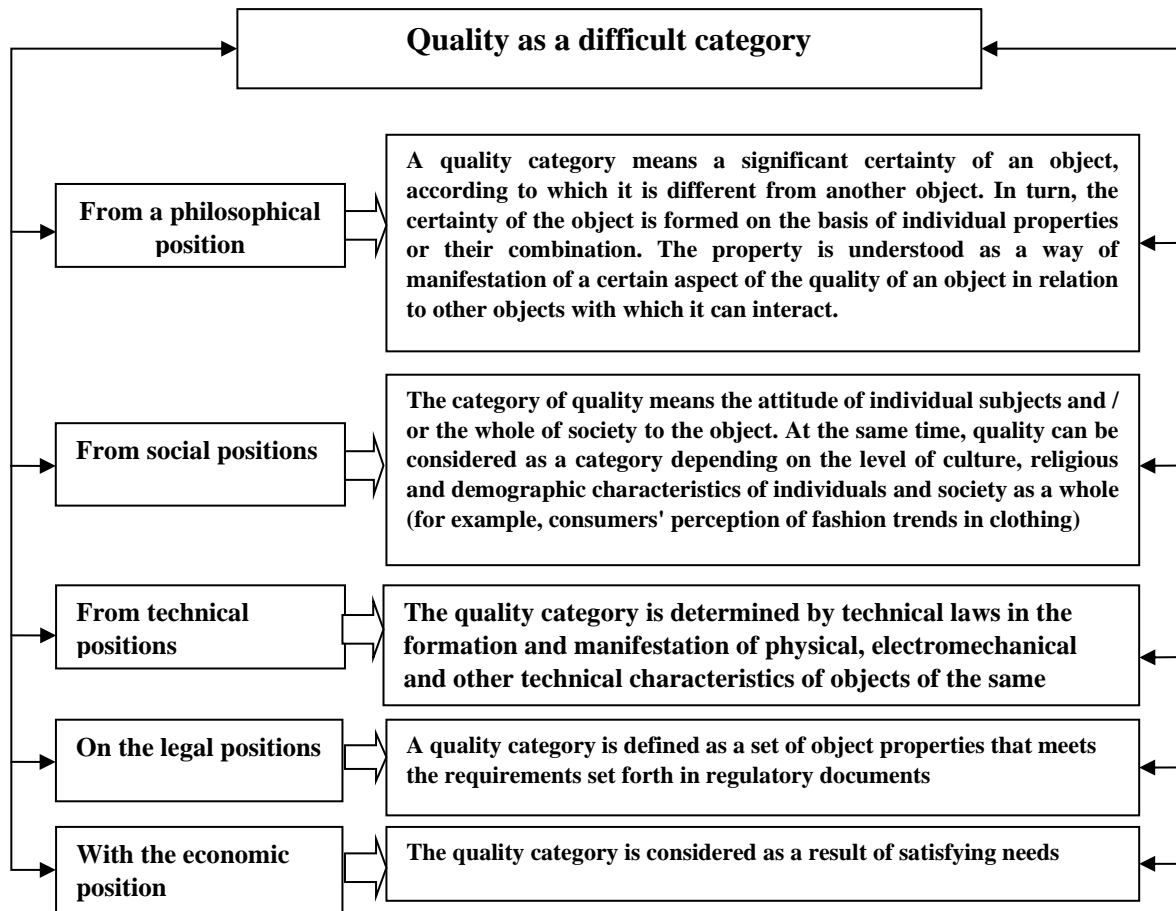 Quality as a difficult category
From a philosophical
position
A quality category means a significant certainty of an object,
according to which it is different from another object. In turn, the
certainty of the object is formed on the basis of individual properties
or their combination. The property is understood as a way of
manifestation of a certain aspect of the quality of an object in relation
to other objects with which it can interact.
From social positions
The category of quality means the attitude of individual subjects and /
or the whole of society to the object. At the same time, quality can be
considered as a category depending on the level of culture, religious
and demographic characteristics of individuals and society as a whole
(for example, consumers' perception of fashion trends in clothing)
From technical
positions
The quality category is determined by technical laws in the
formation and manifestation of physical, electromechanical
and other technical characteristics of objects of the same
On the legal positions
A quality category is defined as a set of object properties that meets
the requirements set forth in regulatory documents
With the economic
position
The quality category is considered as a result of satisfying needs